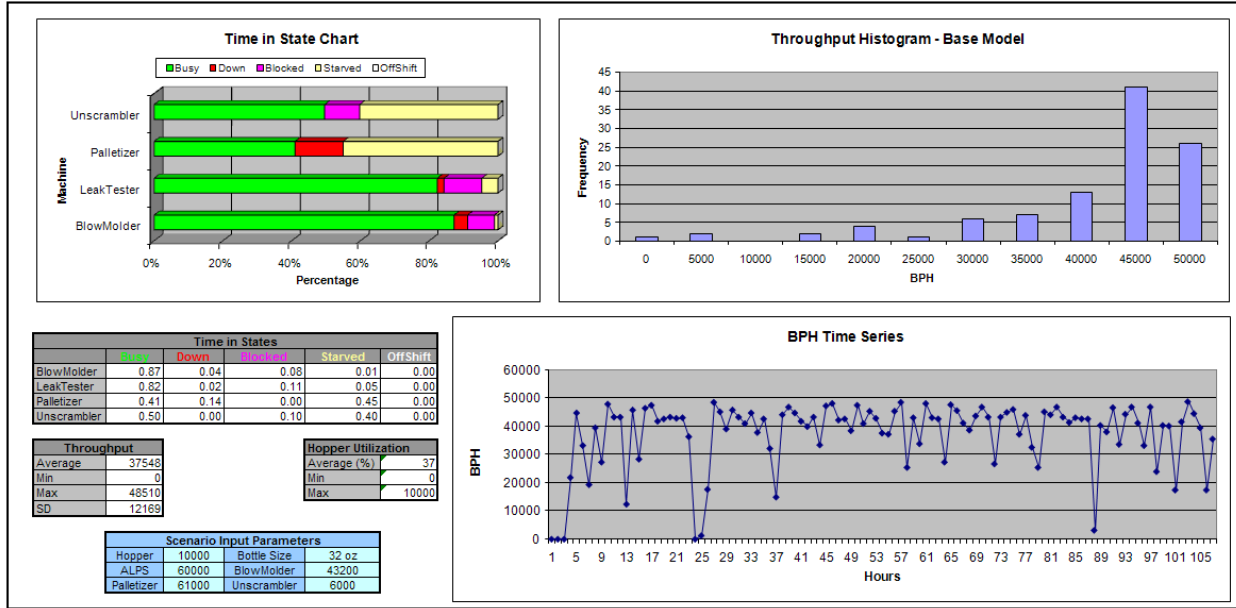 Time in State Chart
Busy Down Blocked Starved OffShift
Machine
Unscrambler
Palletizer
LeakTester
BlowMolder
0% 20% 40% 60% 80% 100%
Percentage
Throughput Histogram - Base Model
Frequency
45
40
35
30
25
20
15
10
5
0
0 5000 10000 15000 20000 25000 30000 35000 40000 45000 50000
BPH
Time in States
Busy Down Blocked Starved OffShift
BlowMolder 0.87 0.04 0.08 0.01 0.00
LeakTester 0.82 0.02 0.11 0.05 0.00
Palletizer 0.41 0.14 0.00 0.45 0.00
Unscrambler 0.50 0.00 0.10 0.40 0.00
Throughput
Average 37548
Min 0
Max 48510
SD 12169
Hopper Utilization
Average (%) 37
Min 0
Max 10000
Scenario Input Parameters
Hopper 10000 Bottle Size 32 oz
ALPS 60000 BlowMolder 43200
Palletizer 61000 Unscrambler 6000
BPH Time Series
BPH
60000
50000
40000
30000
20000
10000
0
1 5 9 13 17 21 25 29 33 37 41 45 49 53 57 61 65 69 73 77 81 85 89 93 97 101 105
Hours